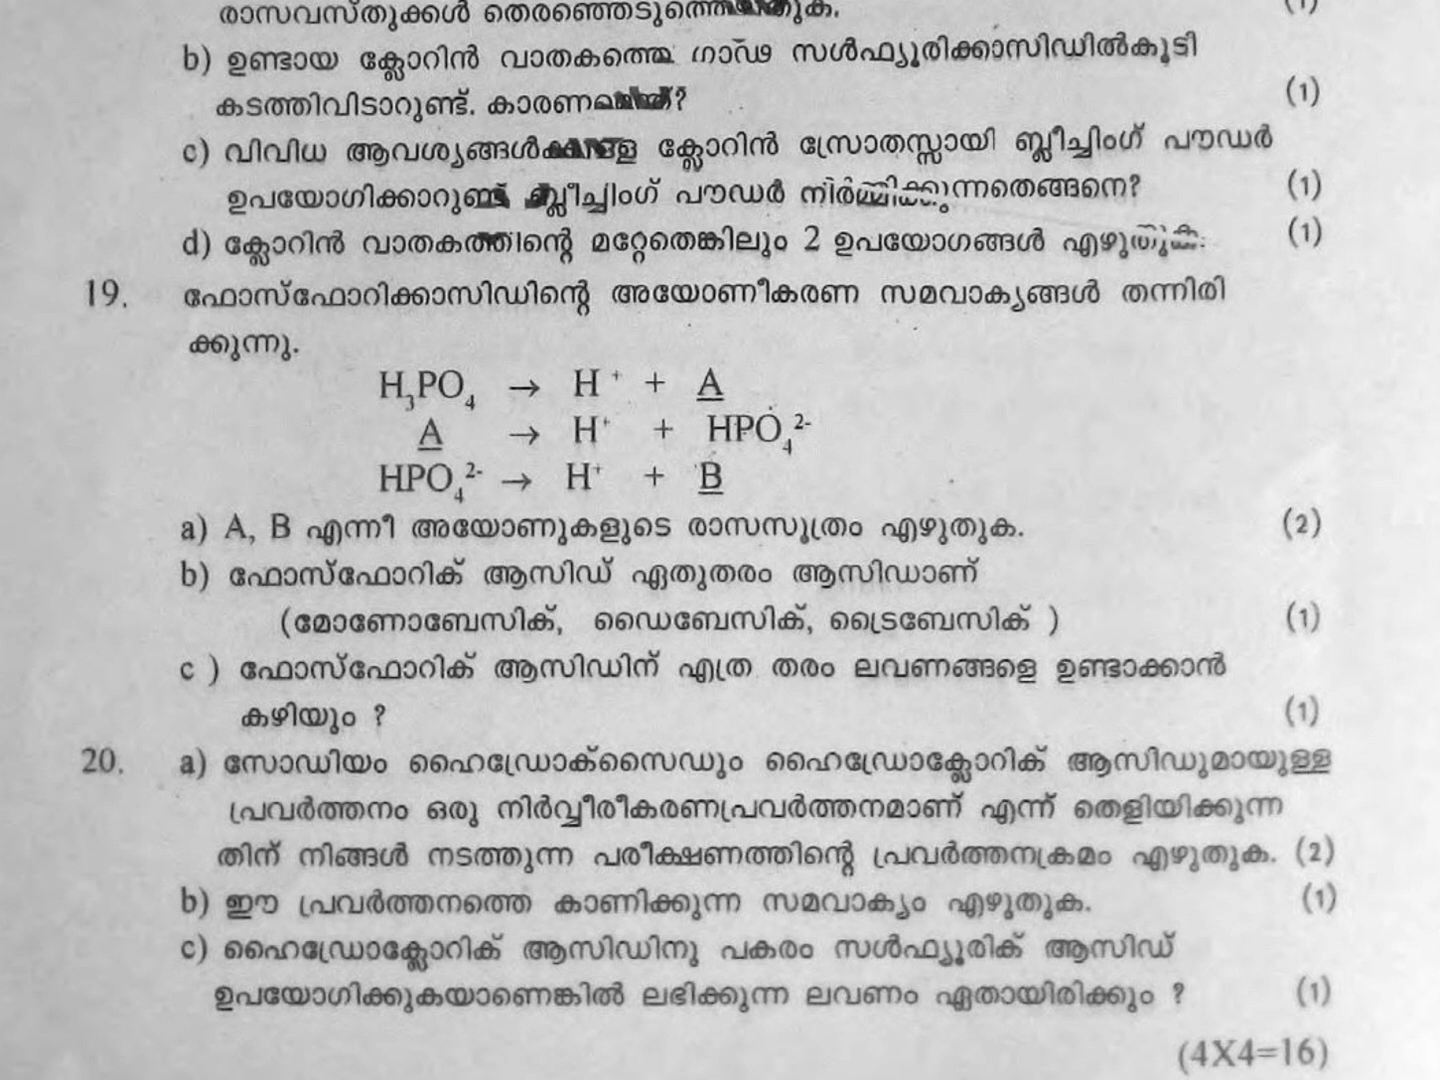 രാസവസ്തുക്കൾ തെരഞ്ഞെടുത്തെഴുതുക. (1)
b) ഉണ്ടായ ക്ലോറിൻ വാതകത്തെ ഗാഢ സൾഫ്യൂരിക്കാസിഡിൽകൂടി
കടത്തിവിടാറുണ്ട്. കാരണമെന്ത്? (1)
c) വിവിധ ആവശ്യങ്ങൾക്കുള്ള ക്ലോറിൻ സ്രോതസ്സായി ബ്ലീച്ചിംഗ് പൗഡർ
ഉപയോഗിക്കാറുണ്ട് ബ്ലീച്ചിംഗ് പൗഡർ നിർമ്മിക്കുന്നതെങ്ങനെ? (1)
d) ക്ലോറിൻ വാതകത്തിന്റെ മറ്റേതെങ്കിലും 2 ഉപയോഗങ്ങൾ എഴുതുക. (1)
19. ഫോസ്ഫോറിക്കാസിഡിന്റെ അയോണീകരണ സമവാക്യങ്ങൾ തന്നിരി
ക്കുന്നു.
H₃PO₄ → H⁺ + A
A → H⁺ + HPO₄²⁻
HPO₄²⁻ → H⁺ + B
a) A, B എന്നീ അയോണുകളുടെ രാസസൂത്രം എഴുതുക. (2)
b) ഫോസ്ഫോറിക് ആസിഡ് ഏതുതരം ആസിഡാണ്
(മോണോബേസിക്, ഡൈബേസിക്, ട്രൈബേസിക് ) (1)
c ) ഫോസ്ഫോറിക് ആസിഡിന് എത്ര തരം ലവണങ്ങളെ ഉണ്ടാക്കാൻ
കഴിയും ? (1)
20. a) സോഡിയം ഹൈഡ്രോക്സൈഡും ഹൈഡ്രോക്ലോറിക് ആസിഡുമായുള്ള
പ്രവർത്തനം ഒരു നിർവ്വീരീകരണപ്രവർത്തനമാണ് എന്ന് തെളിയിക്കുന്ന
തിന് നിങ്ങൾ നടത്തുന്ന പരീക്ഷണത്തിന്റെ പ്രവർത്തനക്രമം എഴുതുക. (2)
b) ഈ പ്രവർത്തനത്തെ കാണിക്കുന്ന സമവാക്യം എഴുതുക. (1)
c) ഹൈഡ്രോക്ലോറിക് ആസിഡിനു പകരം സൾഫ്യൂരിക് ആസിഡ്
ഉപയോഗിക്കുകയാണെങ്കിൽ ലഭിക്കുന്ന ലവണം ഏതായിരിക്കും ? (1)
(4X4=16)